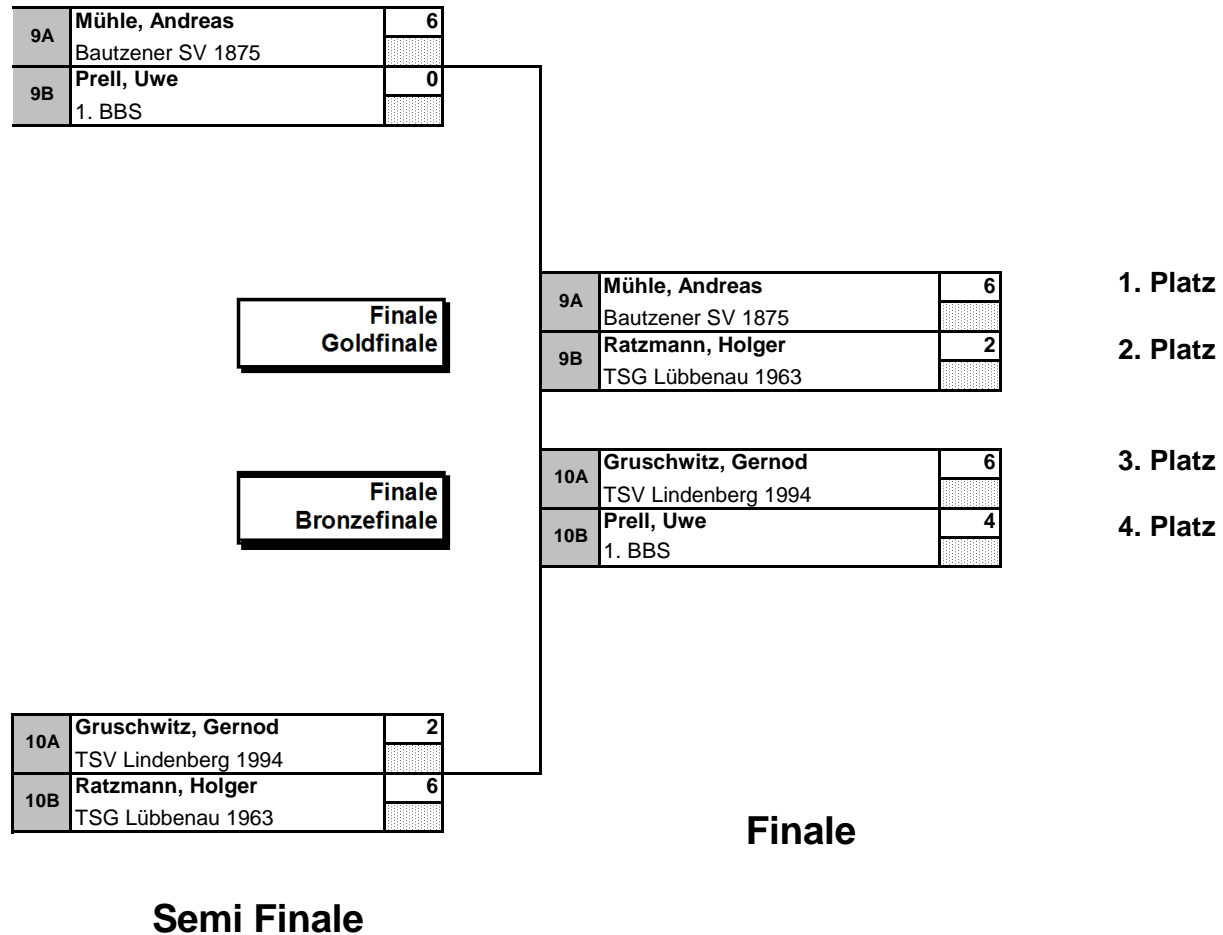 9A Mühle, Andreas 6
Bautzener SV 1875
9B Prell, Uwe 0
1. BBS
Finale
Goldfinale
9A Mühle, Andreas 6 1. Platz
Bautzener SV 1875
9B Ratzmann, Holger 2 2. Platz
TSG Lübbenau 1963
Finale
Bronzefinale
10A Gruschwitz, Gernod 6 3. Platz
TSV Lindenberg 1994
10B Prell, Uwe 4 4. Platz
1. BBS
10A Gruschwitz, Gernod 2
TSV Lindenberg 1994
10B Ratzmann, Holger 6
TSG Lübbenau 1963
Finale
Semi Finale